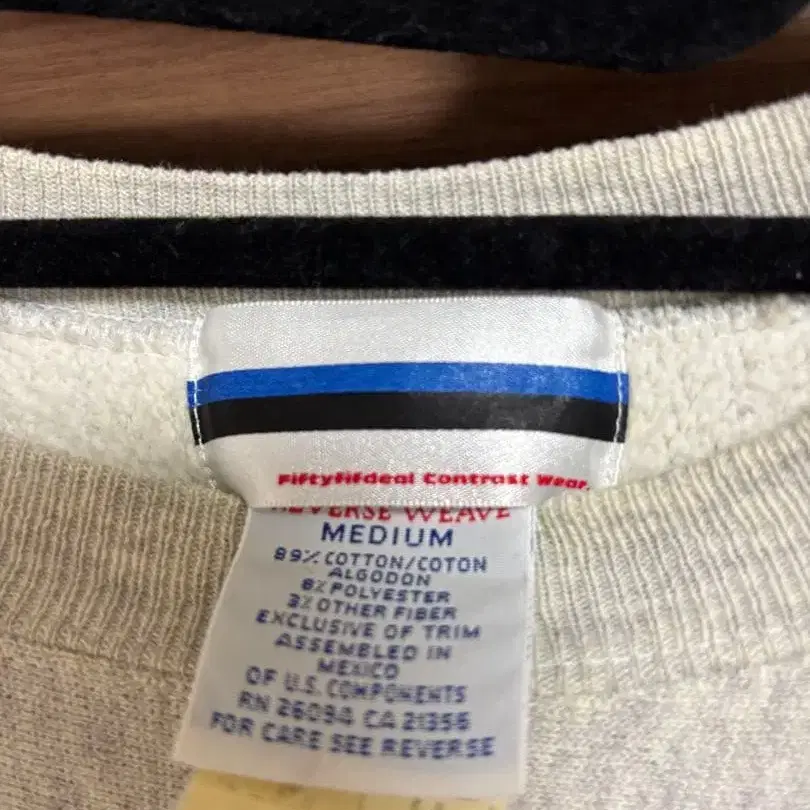 Fiftyfifdeal Contrast Wear.
REVERSE WEAVE
MEDIUM
89% COTTON/COTON
ALGODON
8% POLYESTER
3% OTHER FIBER
EXCLUSIVE OF TRIM
ASSEMBLED IN
MEXICO
OF U.S. COMPONENTS
RN 26094 CA 21356
FOR CARE SEE REVERSE